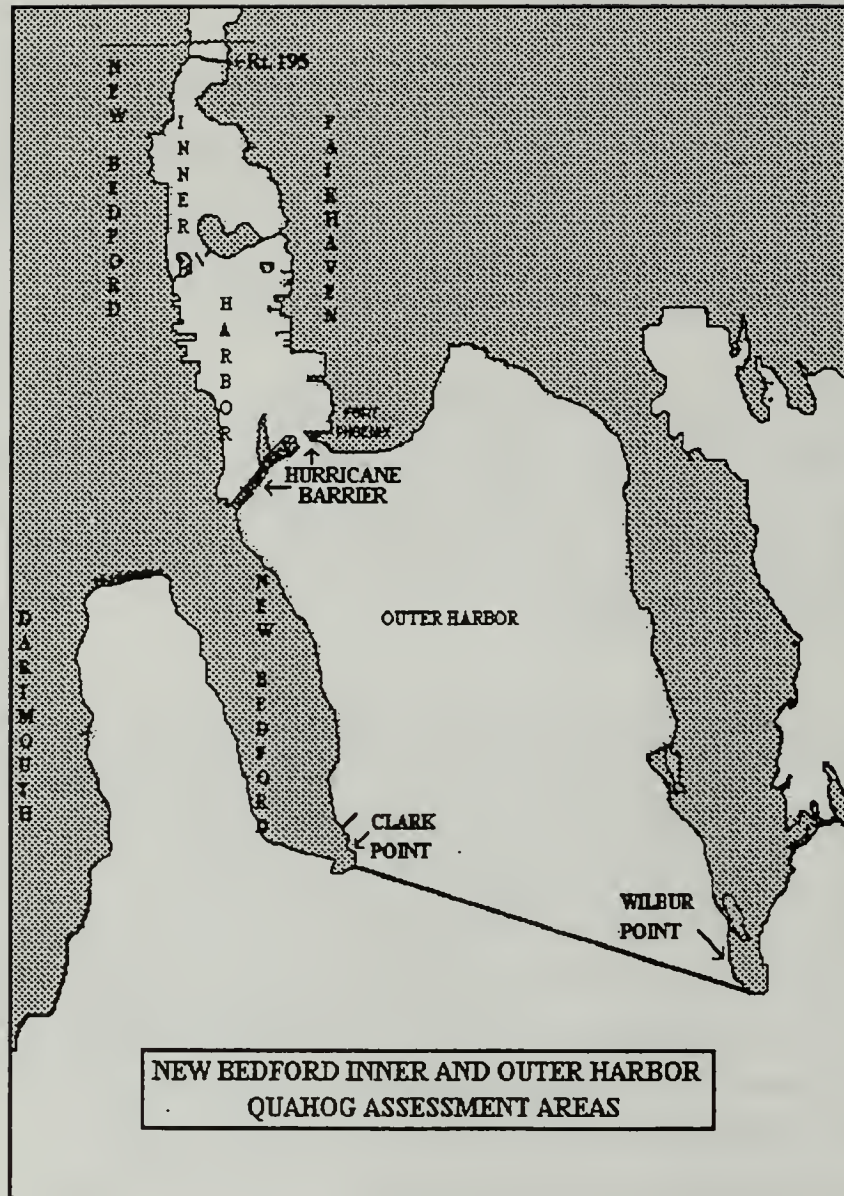 Rt. 195
NEW BEDFORD
INNER
HARBOR
FAIRHAVEN
FORT
PHOENIX
HURRICANE
BARRIER
DARTMOUTH
NEW BEDFORD
OUTER HARBOR
CLARK
POINT
WILBUR
POINT
NEW BEDFORD INNER AND OUTER HARBOR
QUAHOG ASSESSMENT AREAS